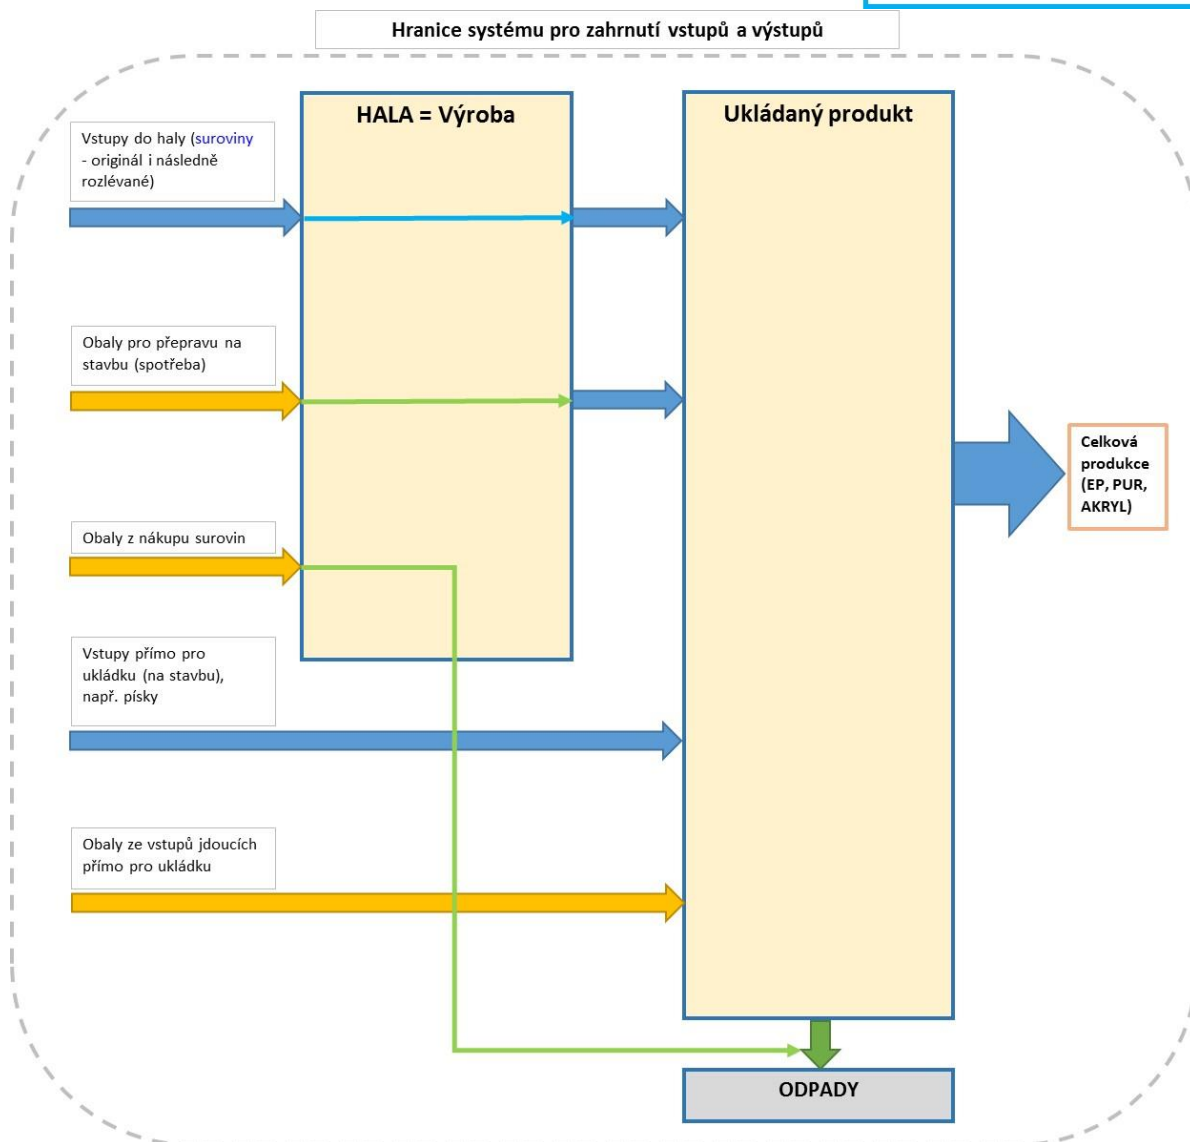 Hranice systému pro zahrnutí vstupů a výstupů
HALA = Výroba
Ukládaný produkt
Vstupy do haly (suroviny
- originál i následně
rozlévané)
Obaly pro přepravu na
stavbu (spotřeba)
Celková
produkce
(EP, PUR,
AKRYL)
Obaly z nákupu surovin
Vstupy přímo pro
ukládku (na stavbu),
např. písky
Obaly ze vstupů jdoucích
přímo pro ukládku
ODPADY